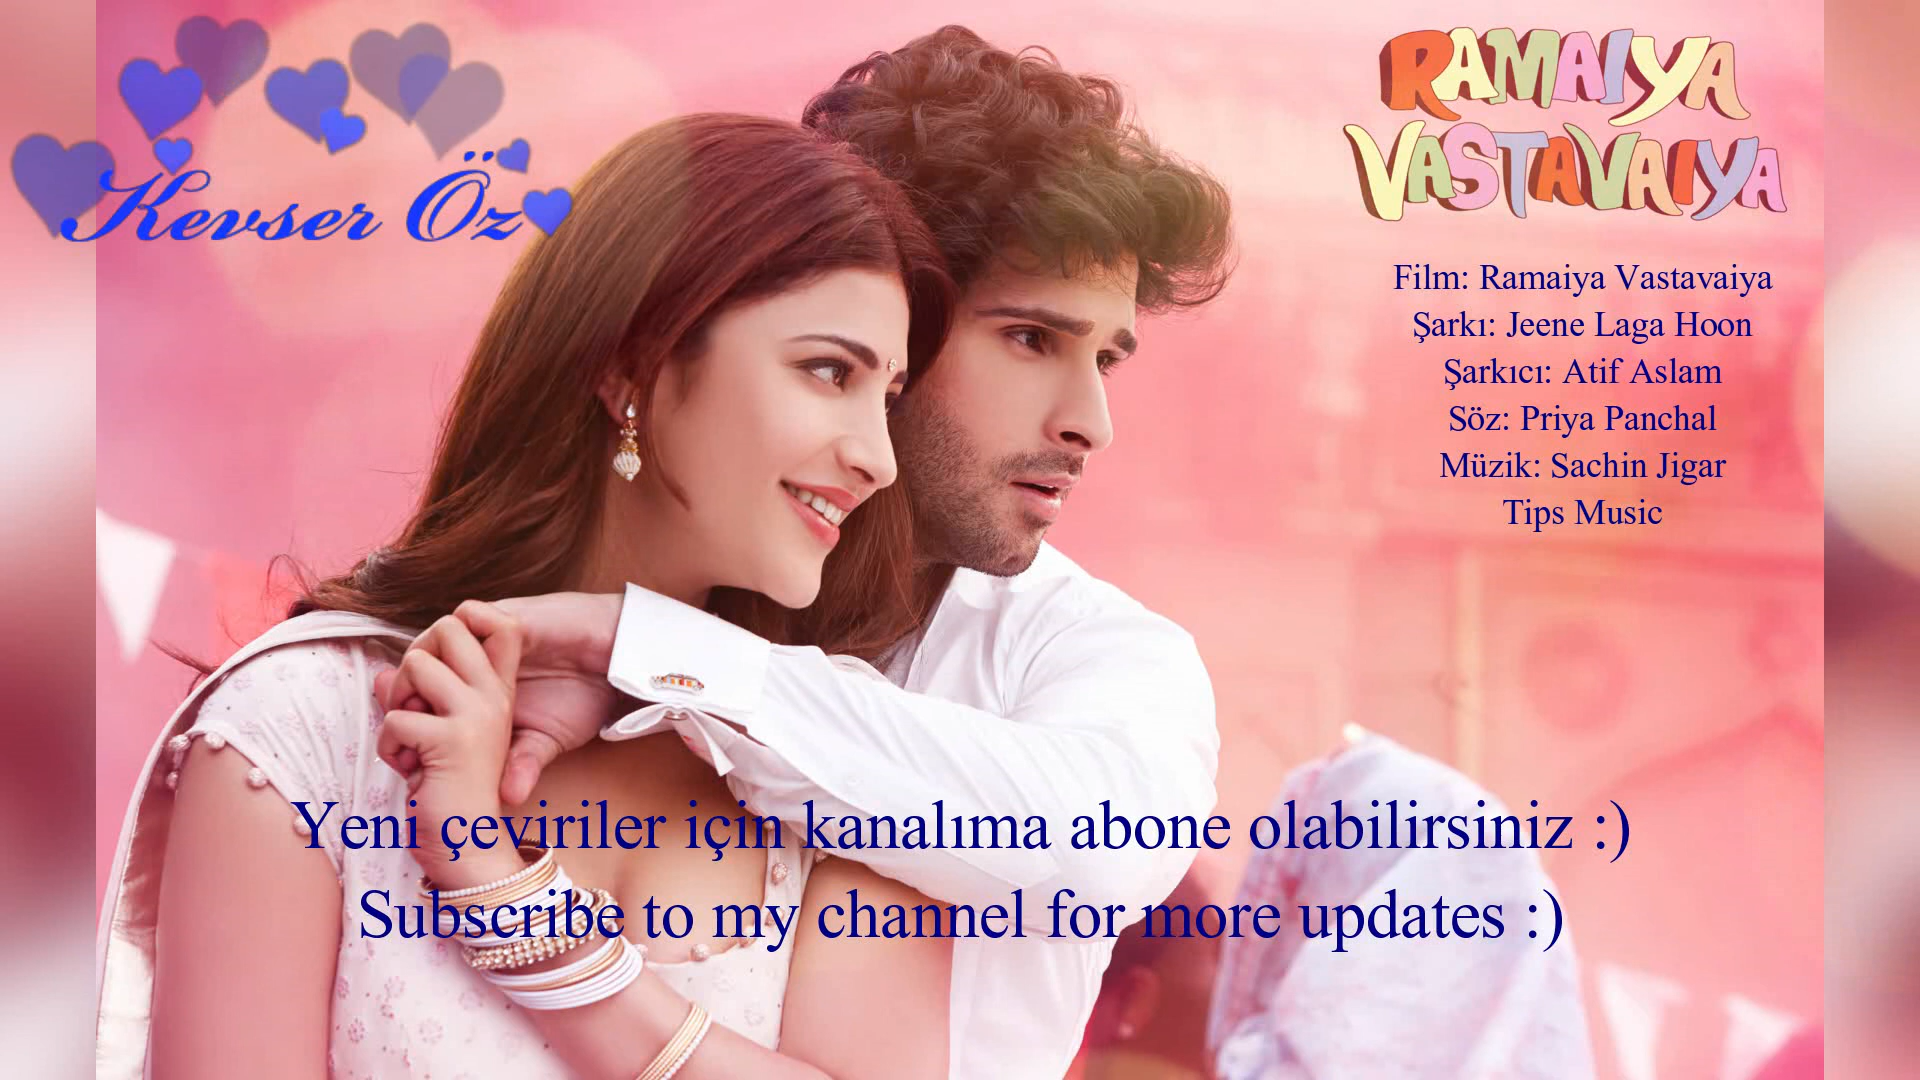 Kevser Öz
RAMAIYA
VASTAVAIYA
Film: Ramaiya Vastavaiya
Şarkı: Jeene Laga Hoon
Şarkıcı: Atif Aslam
Söz: Priya Panchal
Müzik: Sachin Jigar
Tips Music
Yeni çeviriler için kanalıma abone olabilirsiniz :)
Subscribe to my channel for more updates :)